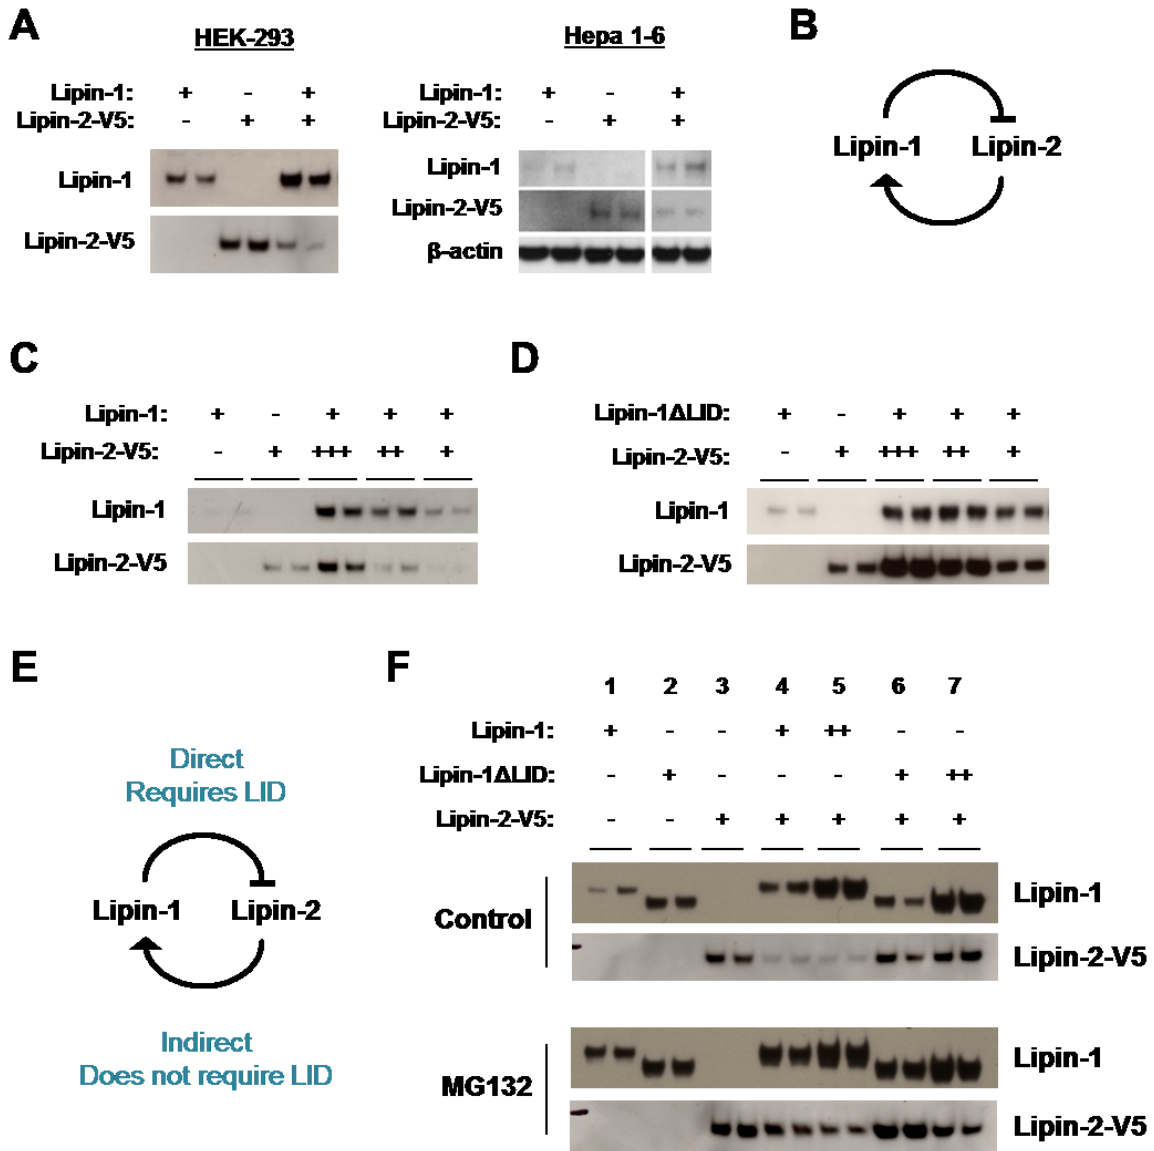 A
HEK-293
Hepa 1-6
Lipin-1: + - +
Lipin-2-V5: - + +
Lipin-1
Lipin-2-V5
Lipin-1: + - +
Lipin-2-V5: - + +
Lipin-1
Lipin-2-V5
β-actin
B
Lipin-1 Lipin-2
C
Lipin-1: + - + + +
Lipin-2-V5: - + +++ ++ +
Lipin-1
Lipin-2-V5
D
Lipin-1ΔLID: + - + + +
Lipin-2-V5: - + +++ ++ +
Lipin-1
Lipin-2-V5
E
Direct
Requires LID
Lipin-1 Lipin-2
Indirect
Does not require LID
F
1 2 3 4 5 6 7
Lipin-1: + - - + ++ - -
Lipin-1ΔLID: - + - - - + ++
Lipin-2-V5: - - + + + + +
Control
Lipin-1
Lipin-2-V5
MG132
Lipin-1
Lipin-2-V5